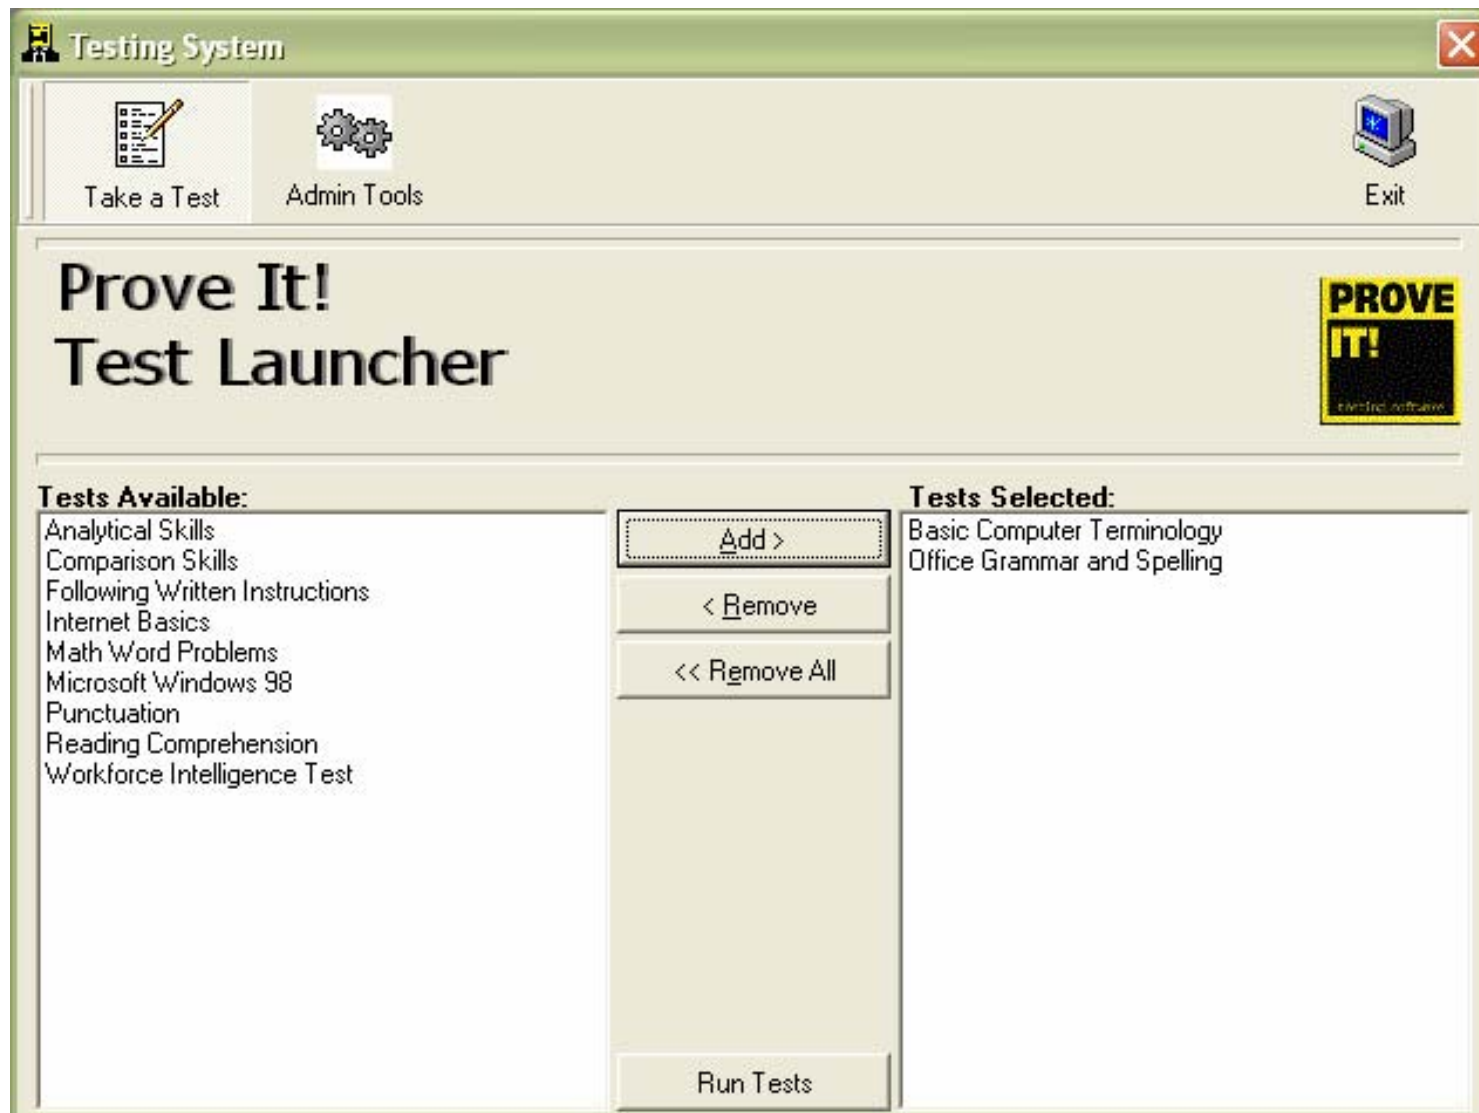 Testing System
Take a Test
Admin Tools
Exit
Prove It!
Test Launcher
PROVE
IT!
testing software
Tests Available:
Analytical Skills
Comparison Skills
Following Written Instructions
Internet Basics
Math Word Problems
Microsoft Windows 98
Punctuation
Reading Comprehension
Workforce Intelligence Test
Add >
< Remove
<< Remove All
Run Tests
Tests Selected:
Basic Computer Terminology
Office Grammar and Spelling